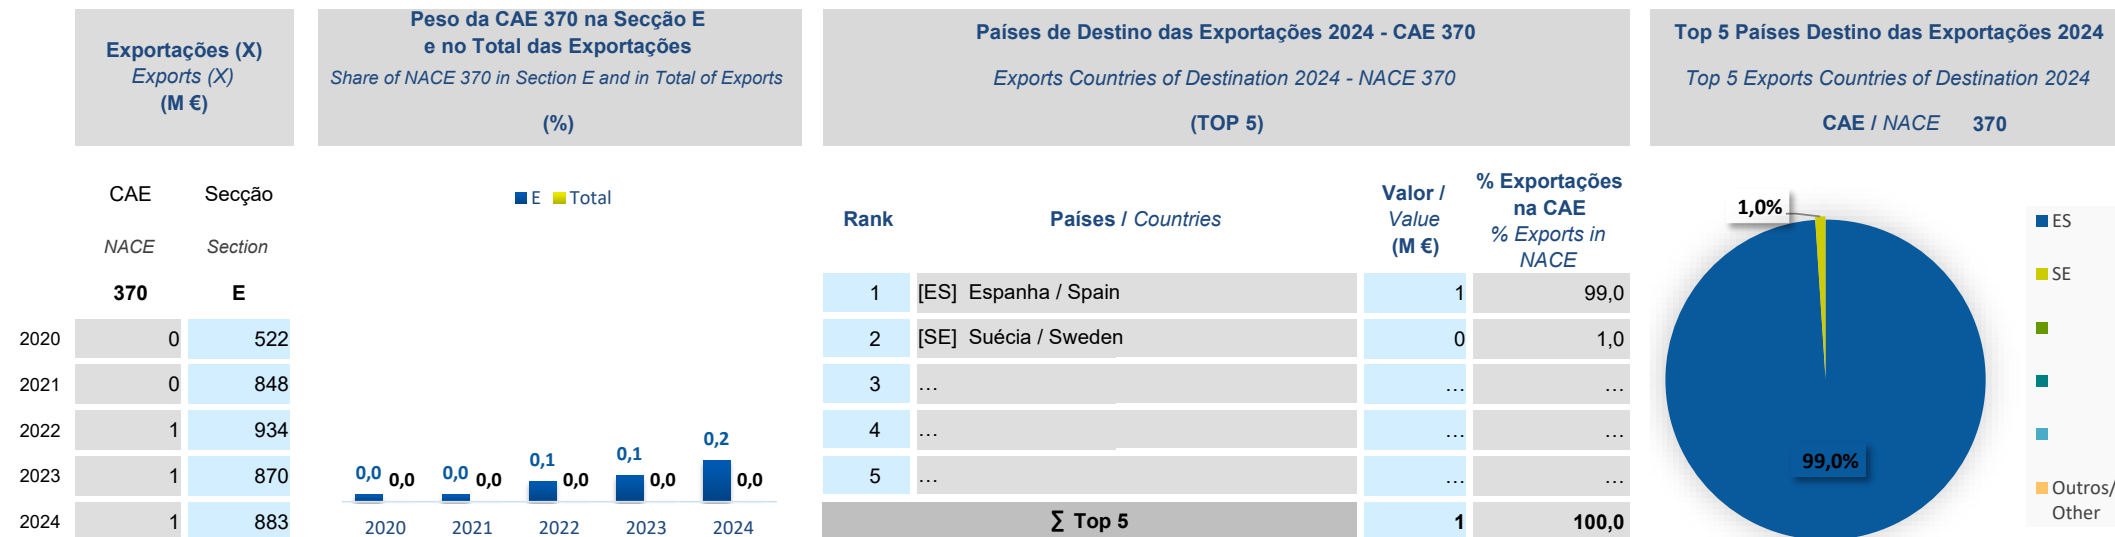 Exportações (X)
Exports (X)
(M €)
CAE Secção
NACE Section
370 E
2020 0 522
2021 0 848
2022 1 934
2023 1 870
2024 1 883
Peso da CAE 370 na Secção E
e no Total das Exportações
Share of NACE 370 in Section E and in Total of Exports
(%)
E Total
0,0 0,0 0,0 0,0 0,1 0,0 0,1 0,0 0,2 0,0
2020 2021 2022 2023 2024
Países de Destino das Exportações 2024 - CAE 370
Exports Countries of Destination 2024 - NACE 370
(TOP 5)
Rank Países / Countries Valor / Value (M €) % Exportações na CAE % Exports in NACE
1 [ES] Espanha / Spain 1 99,0
2 [SE] Suécia / Sweden 0 1,0
3 … … …
4 … … …
5 … … …
∑ Top 5 1 100,0
Top 5 Países Destino das Exportações 2024
Top 5 Exports Countries of Destination 2024
CAE / NACE 370
1,0%
99,0%
ES
SE
Outros/
Other